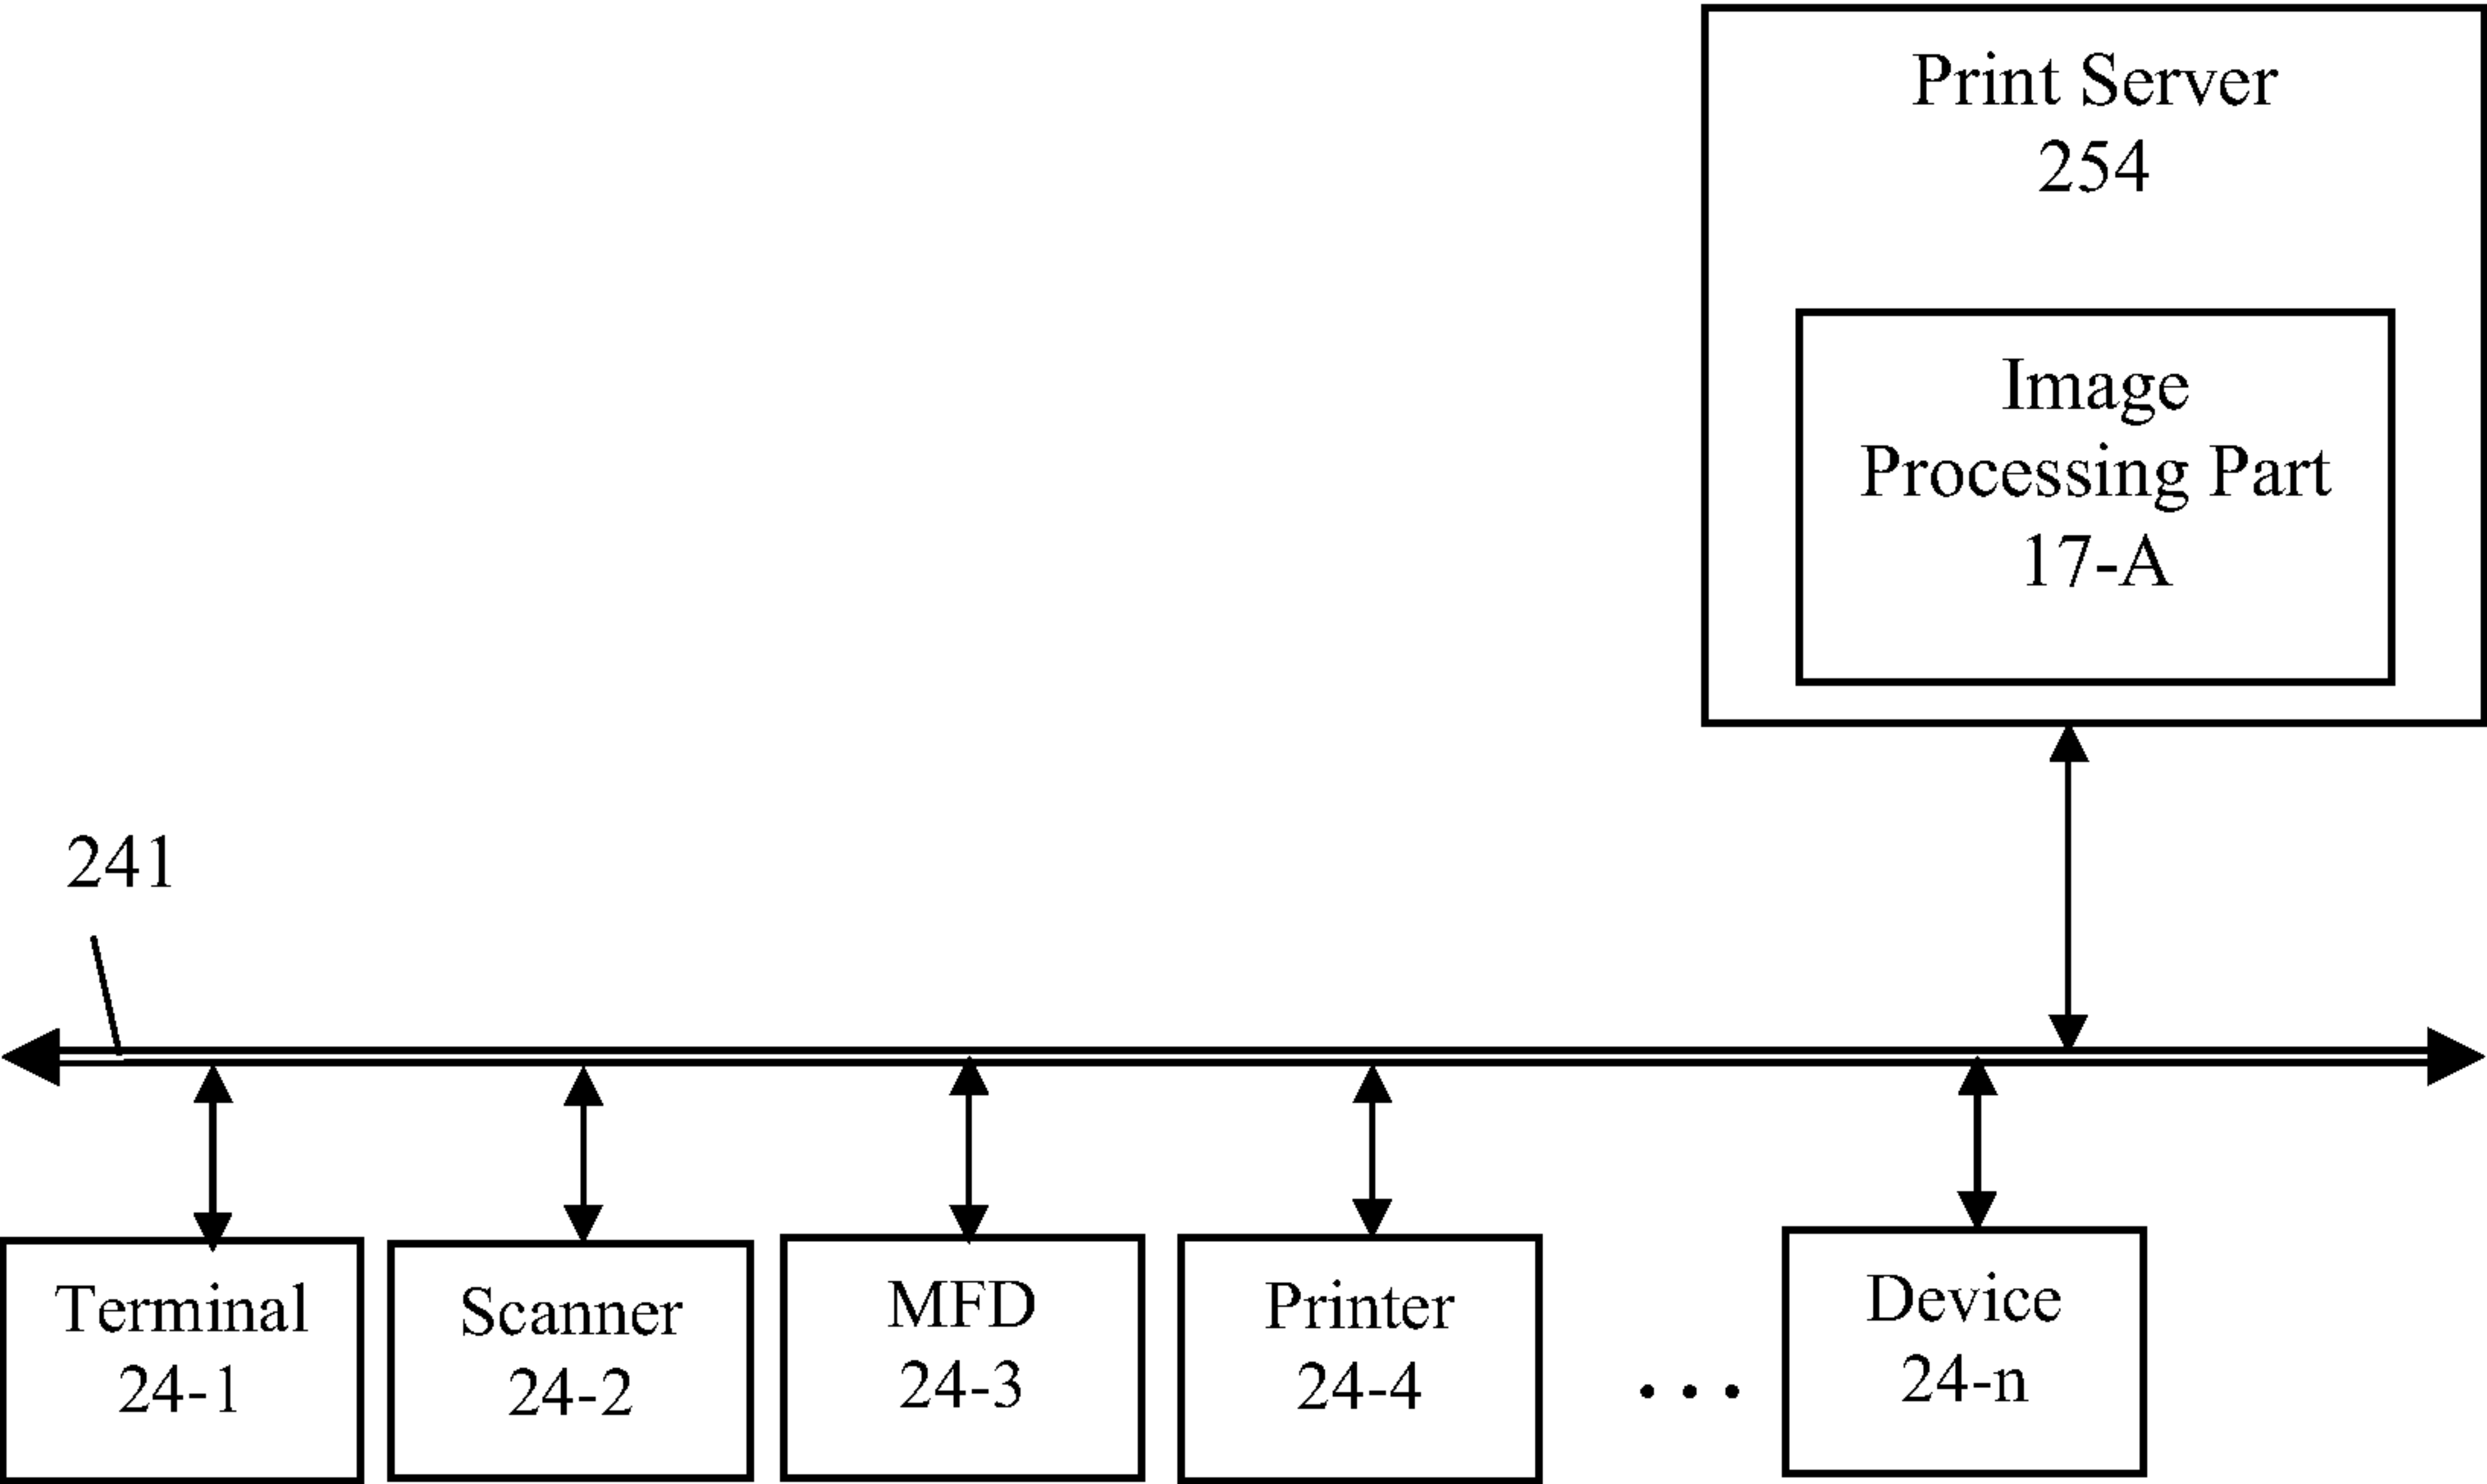 Print Server
254
Image
Processing Part
17-A
241
Terminal
24-1
Scanner
24-2
MFD
24-3
Printer
24-4
. . .
Device
24-n